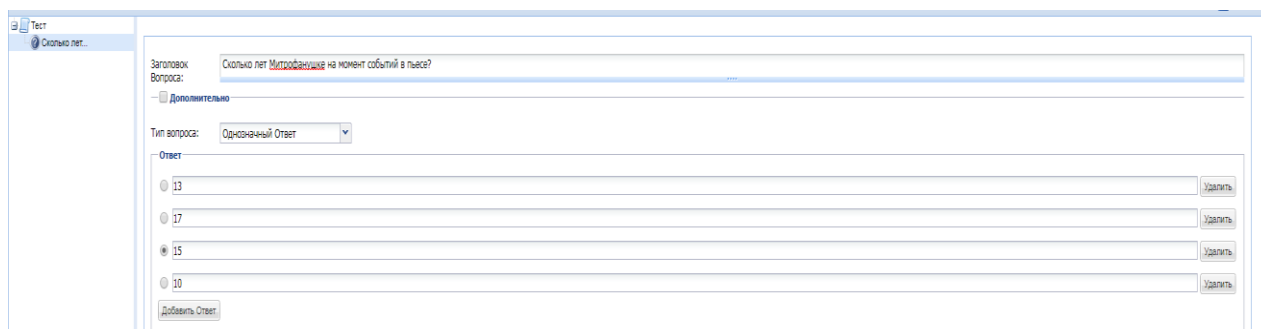 Тест
Сколько лет...
Заголовок Вопроса:
Сколько лет Митрофанушке на момент событий в пьесе?
Дополнительно
Тип вопроса:
Однозначный Ответ
Ответ
13 Удалить
17 Удалить
15 Удалить
10 Удалить
Добавить Ответ